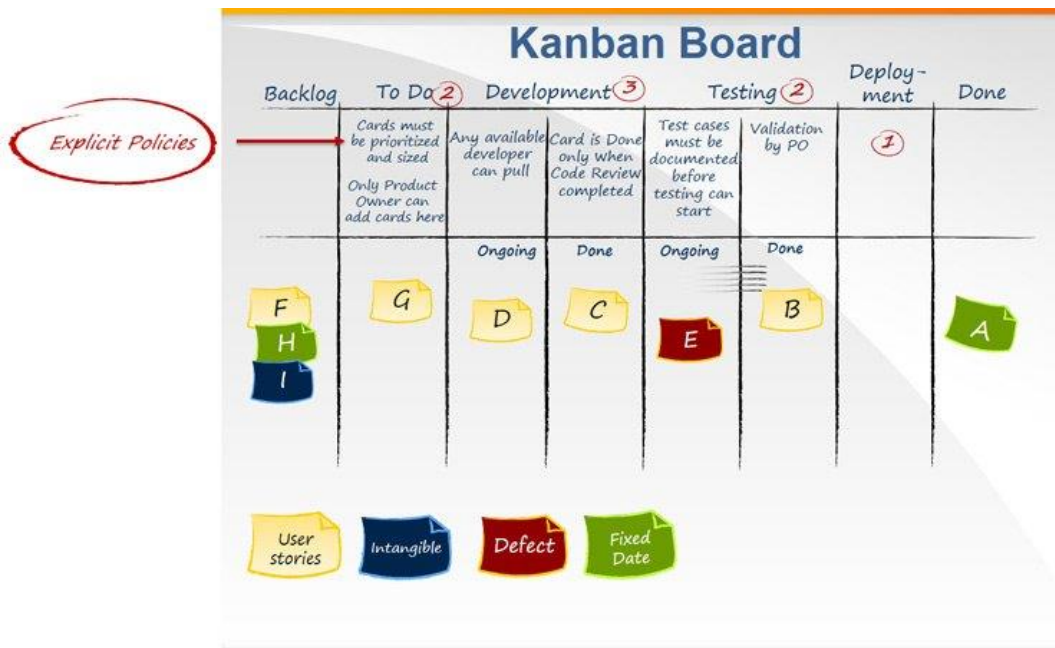 Kanban Board
Backlog
To Do 2
Development 3
Testing 2
Deploy-
ment
Done
Explicit Policies
Cards must
be prioritized
and sized
Only Product
Owner can
add cards here
Any available
developer
can pull
Card is Done
only when
Code Review
completed
Test cases
must be
documented
before
testing can
start
Validation
by PO
1
Ongoing
Done
Ongoing
Done
F
H
I
G
D
C
E
B
A
User
stories
Intangible
Defect
Fixed
Date